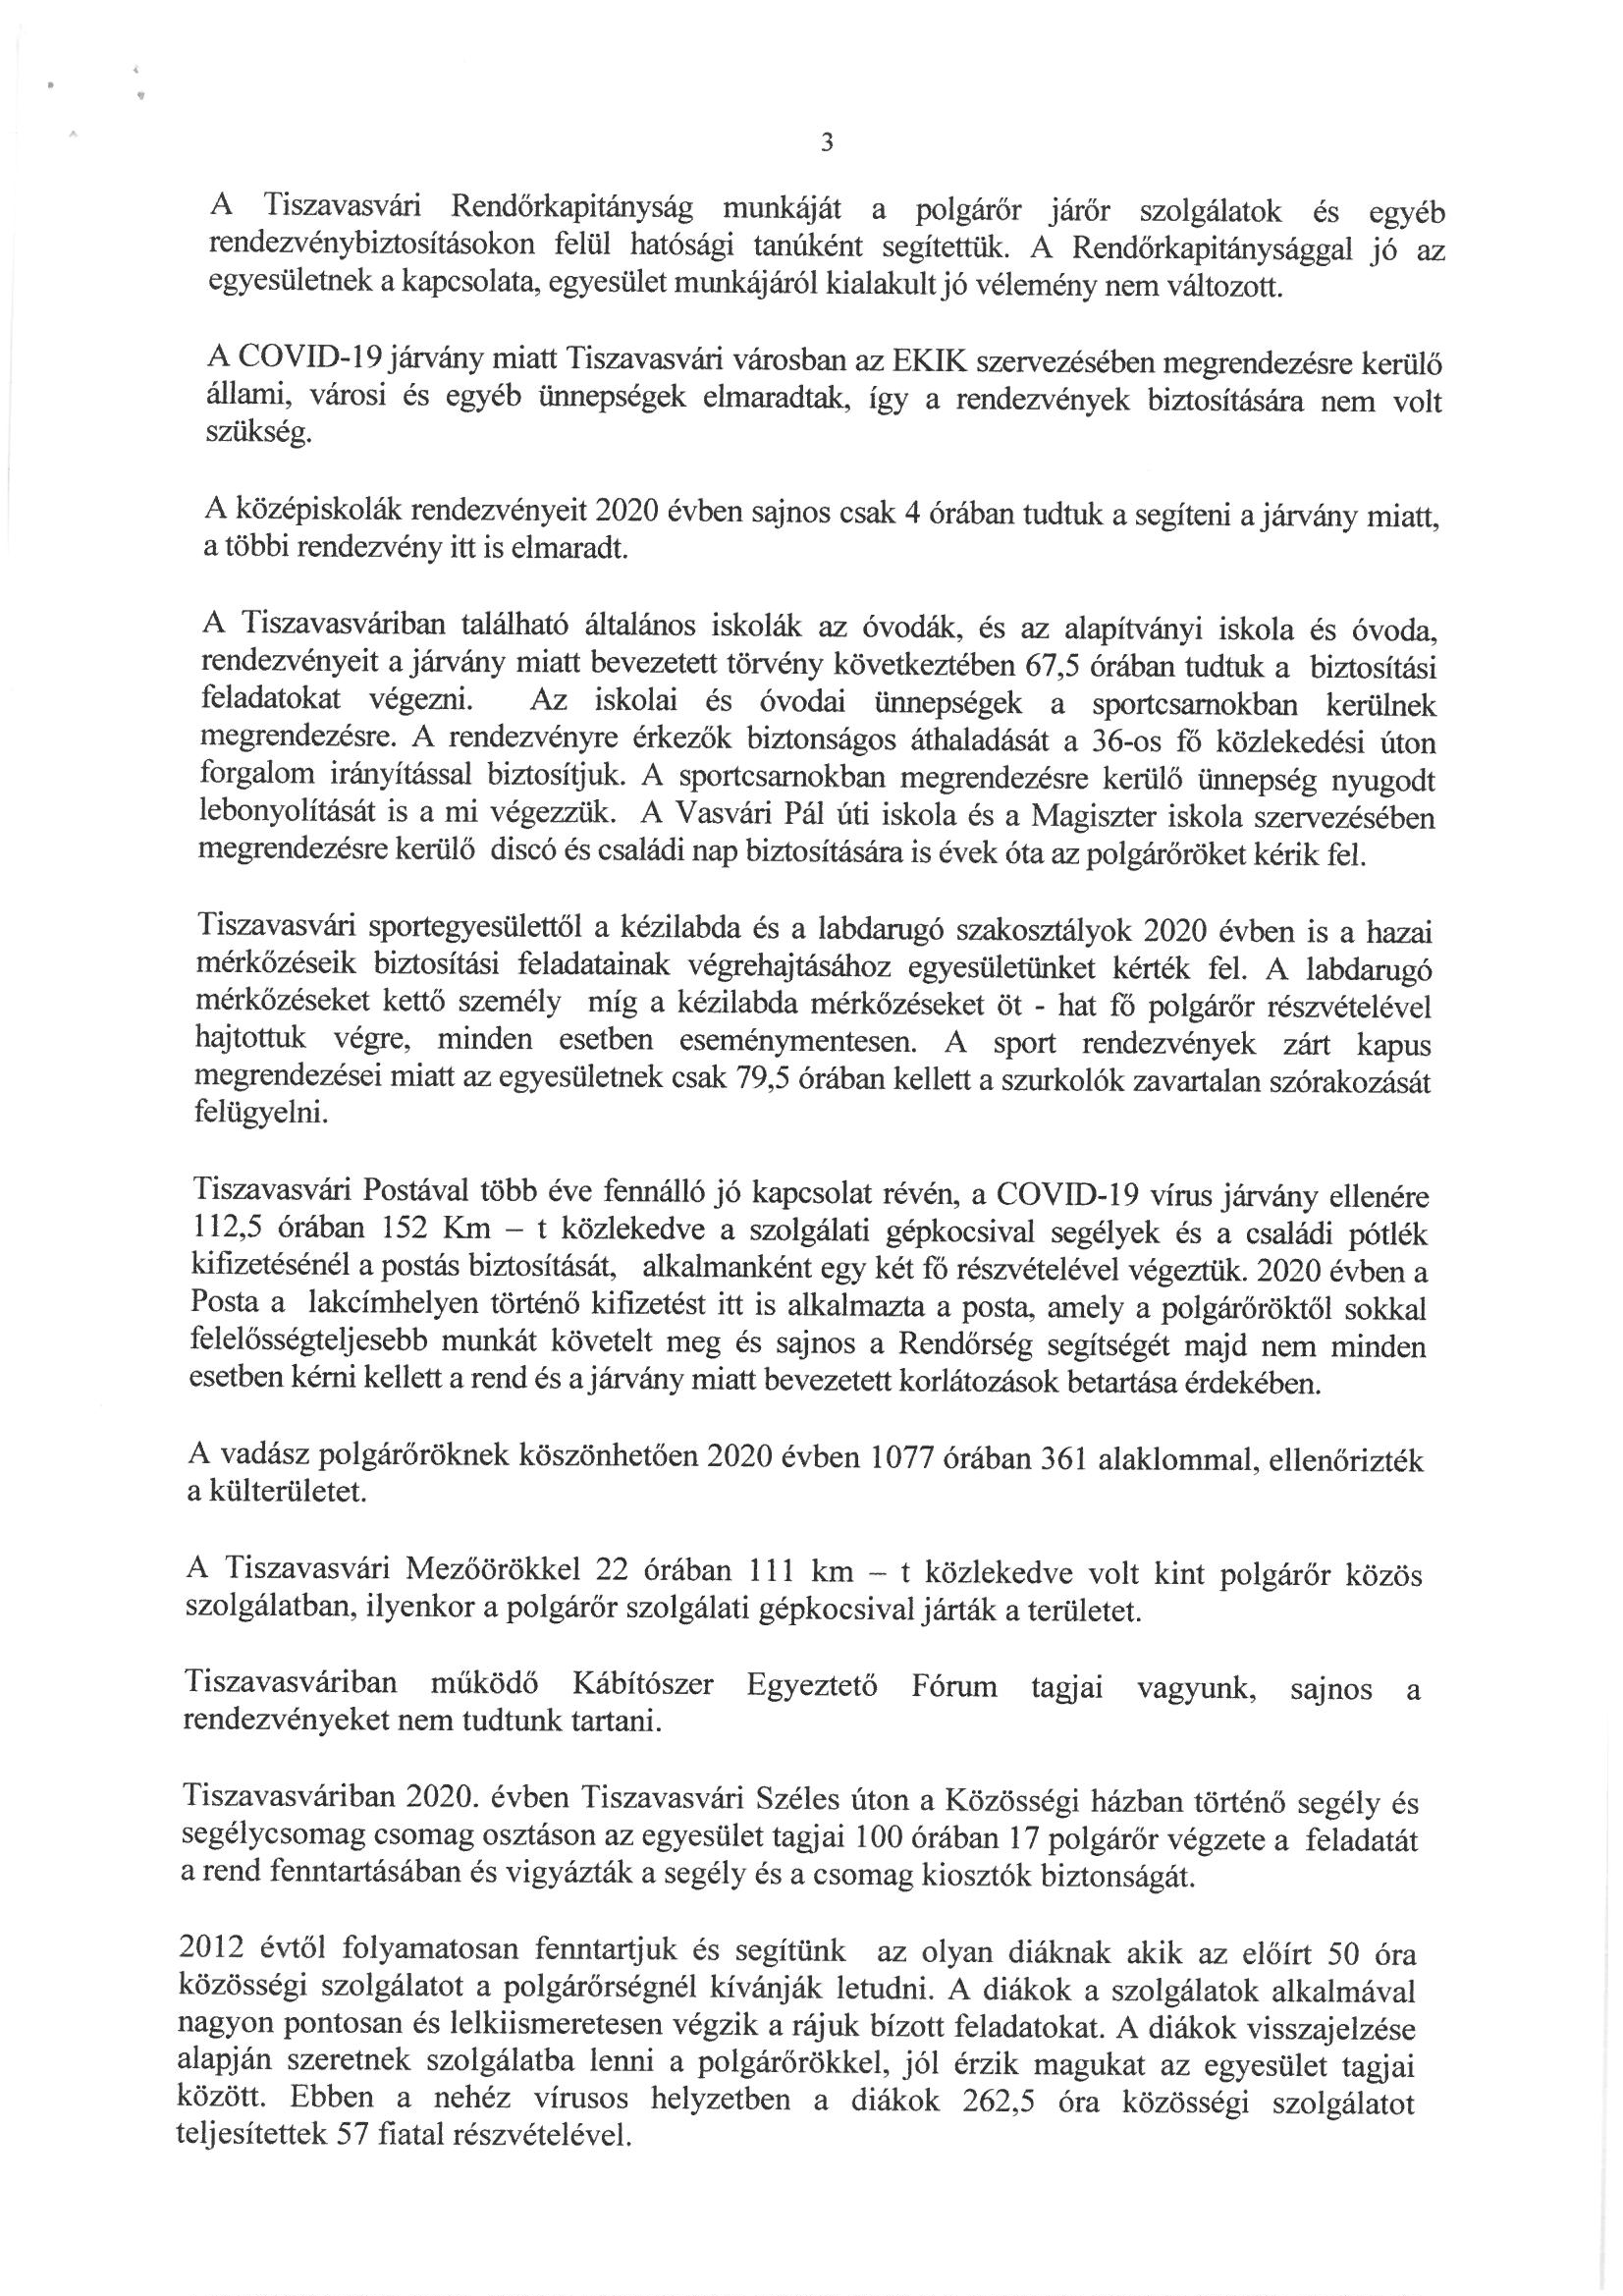 3
A Tiszavasvári Rendőrkapitányság munkáját a polgárőr járőr szolgálatok és egyéb
rendezvénybiztosításokon felül hatósági tanúként segítettük. A Rendőrkapitánysággal jó az
egyesületnek a kapcsolata, egyesület munkájáról kialakult jó vélemény nem változott.
A COVID-19 járvány miatt Tiszavasvári városban az EKIK szervezésében megrendezésre kerülő
állami, városi és egyéb ünnepségek elmaradtak, így a rendezvények biztosítására nem volt
szükség.
A középiskolák rendezvényeit 2020 évben sajnos csak 4 órában tudtuk a segíteni a járvány miatt,
a többi rendezvény itt is elmaradt.
A Tiszavasváriban található általános iskolák az óvodák, és az alapítványi iskola és óvoda,
rendezvényeit a járvány miatt bevezetett törvény következtében 67,5 órában tudtuk a biztosítási
feladatokat végezni. Az iskolai és óvodai ünnepségek a sportcsarnokban kerülnek
megrendezésre. A rendezvényre érkezők biztonságos áthaladását a 36-os fő közlekedési úton
forgalom irányítással biztosítjuk. A sportcsarnokban megrendezésre kerülő ünnepség nyugodt
lebonyolítását is a mi végezzük. A Vasvári Pál úti iskola és a Magiszter iskola szervezésében
megrendezésre kerülő discó és családi nap biztosítására is évek óta az polgárőröket kérik fel.
Tiszavasvári sportegyesülettől a kézilabda és a labdarugó szakosztályok 2020 évben is a hazai
mérkőzéseik biztosítási feladatainak végrehajtásához egyesületünket kérték fel. A labdarugó
mérkőzéseket kettő személy míg a kézilabda mérkőzéseket öt - hat fő polgárőr részvételével
hajtottuk végre, minden esetben eseménymentesen. A sport rendezvények zárt kapus
megrendezései miatt az egyesületnek csak 79,5 órában kellett a szurkolók zavartalan szórakozását
felügyelni.
Tiszavasvári Postával több éve fennálló jó kapcsolat révén, a COVID-19 vírus járvány ellenére
112,5 órában 152 Km – t közlekedve a szolgálati gépkocsival segélyek és a családi pótlék
kifizetésénél a postás biztosítását, alkalmanként egy két fő részvételével végeztük. 2020 évben a
Posta a lakcímhelyen történő kifizetést itt is alkalmazta a posta, amely a polgárőröktől sokkal
felelősségteljesebb munkát követelt meg és sajnos a Rendőrség segítségét majd nem minden
esetben kérni kellett a rend és a járvány miatt bevezetett korlátozások betartása érdekében.
A vadász polgárőröknek köszönhetően 2020 évben 1077 órában 361 alaklommal, ellenőrizték
a külterületet.
A Tiszavasvári Mezőörökkel 22 órában 111 km – t közlekedve volt kint polgárőr közös
szolgálatban, ilyenkor a polgárőr szolgálati gépkocsival járták a területet.
Tiszavasváriban működő Kábítószer Egyeztető Fórum tagjai vagyunk, sajnos a
rendezvényeket nem tudtunk tartani.
Tiszavasváriban 2020. évben Tiszavasvári Széles úton a Közösségi házban történő segély és
segélycsomag csomag osztáson az egyesület tagjai 100 órában 17 polgárőr végzete a feladatát
a rend fenntartásában és vigyázták a segély és a csomag kiosztók biztonságát.
2012 évtől folyamatosan fenntartjuk és segítünk az olyan diáknak akik az előírt 50 óra
közösségi szolgálatot a polgárőrségnél kívánják letudni. A diákok a szolgálatok alkalmával
nagyon pontosan és lelkiismeretesen végzik a rájuk bízott feladatokat. A diákok visszajelzése
alapján szeretnek szolgálatba lenni a polgárőrökkel, jól érzik magukat az egyesület tagjai
között. Ebben a nehéz vírusos helyzetben a diákok 262,5 óra közösségi szolgálatot
teljesítettek 57 fiatal részvételével.